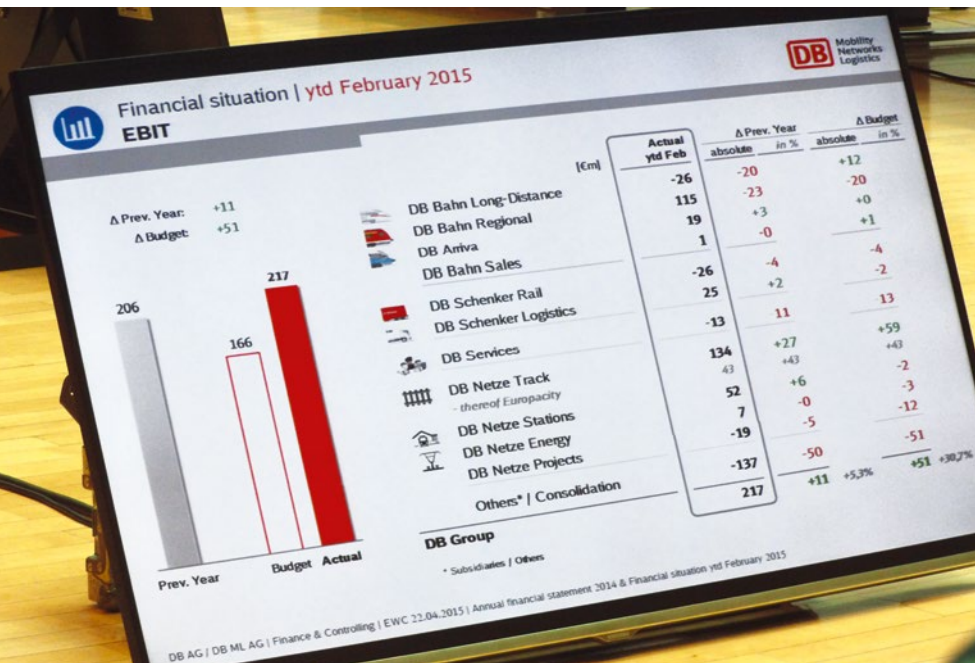 Financial situation | ytd February 2015
EBIT
DB Mobility
Networks
Logistics
Δ Prev. Year: +11
Δ Budget: +51
206
166
217
Prev. Year Budget Actual
[€m] Actual ytd Feb Δ Prev. Year absolute in % Δ Budget absolute in %
DB Bahn Long-Distance -26 -20 +12
DB Bahn Regional 115 -23 -20
DB Arriva 19 +3 +0
DB Bahn Sales 1 -0 +1
DB Schenker Rail -26 -4 -4
DB Schenker Logistics 25 +2 -2
DB Services -13 -11 -13
DB Netze Track 134 +27 +59
- thereof Europacity 43 +43 +43
DB Netze Stations 52 +6 -2
DB Netze Energy 7 -0 -3
DB Netze Projects -19 -5 -12
Others* / Consolidation -137 -50 -51
DB Group 217 +11 +5,3% +51 +30,7%
* Subsidiaries / Others
DB AG / DB ML AG | Finance & Controlling | EWC 22.04.2015 | Annual financial statement 2014 & Financial situation ytd February 2015